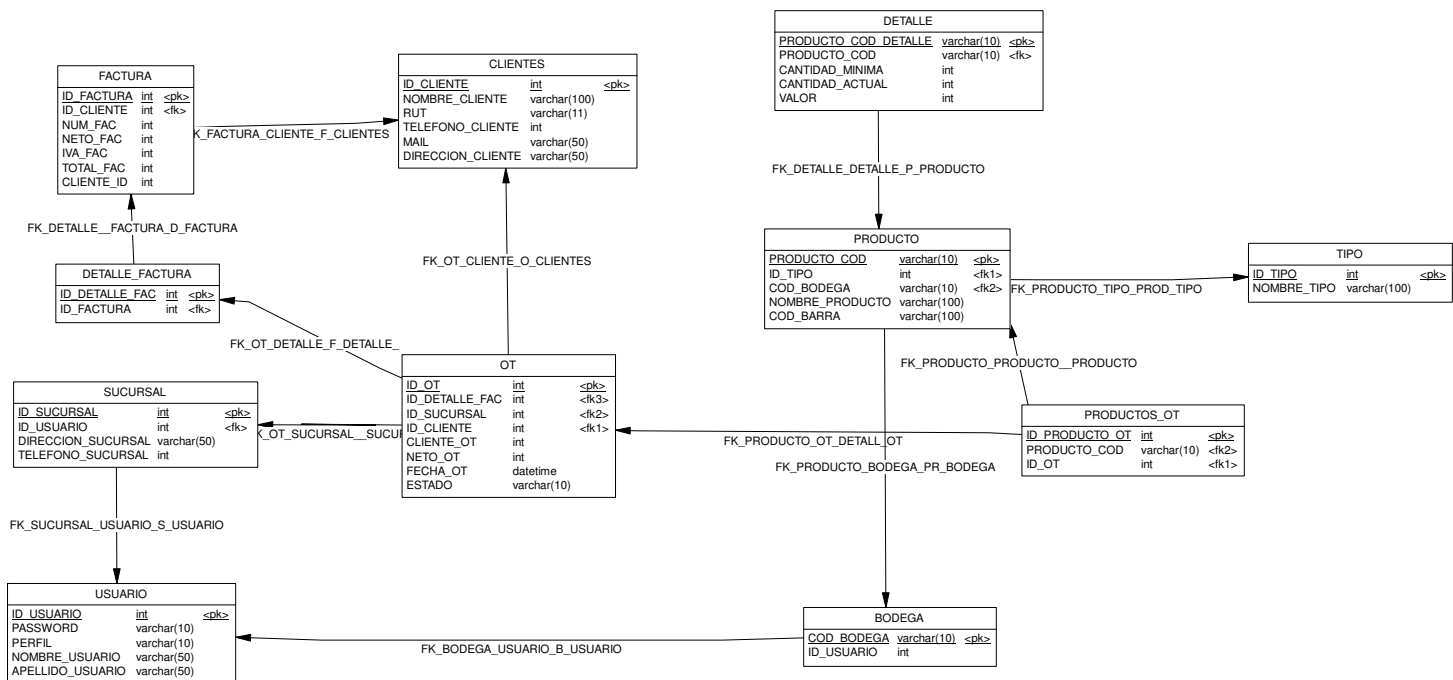 DETALLE
PRODUCTO_COD_DETALLE varchar(10) <pk>
PRODUCTO_COD varchar(10) <fk>
CANTIDAD_MINIMA int
CANTIDAD_ACTUAL int
VALOR int
CLIENTES
ID_CLIENTE int <pk>
NOMBRE_CLIENTE varchar(100)
RUT varchar(11)
TELEFONO_CLIENTE int
MAIL varchar(50)
DIRECCION_CLIENTE varchar(50)
FACTURA
ID_FACTURA int <pk>
ID_CLIENTE int <fk>
NUM_FAC int
NETO_FAC int
IVA_FAC int
TOTAL_FAC int
CLIENTE_ID int
K_FACTURA_CLIENTE_F_CLIENTES
FK_DETALLE_DETALLE_P_PRODUCTO
FK_DETALLE__FACTURA_D_FACTURA
FK_OT_CLIENTE_O_CLIENTES
PRODUCTO
PRODUCTO_COD varchar(10) <pk>
ID_TIPO int <fk1>
COD_BODEGA varchar(10) <fk2>
NOMBRE_PRODUCTO varchar(100)
COD_BARRA varchar(100)
TIPO
ID_TIPO int <pk>
NOMBRE_TIPO varchar(100)
FK_PRODUCTO_TIPO_PROD_TIPO
DETALLE_FACTURA
ID_DETALLE_FAC int <pk>
ID_FACTURA int <fk>
FK_OT_DETALLE_F_DETALLE_
FK_PRODUCTO_PRODUCTO__PRODUCTO
OT
ID_OT int <pk>
ID_DETALLE_FAC int <fk3>
ID_SUCURSAL int <fk2>
ID_CLIENTE int <fk1>
CLIENTE_OT int
NETO_OT int
FECHA_OT datetime
ESTADO varchar(10)
SUCURSAL
ID_SUCURSAL int <pk>
ID_USUARIO int <fk>
DIRECCION_SUCURSAL varchar(50)
TELEFONO_SUCURSAL int
K_OT_SUCURSAL__SUCUR
PRODUCTOS_OT
ID_PRODUCTO_OT int <pk>
PRODUCTO_COD varchar(10) <fk2>
ID_OT int <fk1>
FK_PRODUCTO_OT_DETALL_OT
FK_PRODUCTO_BODEGA_PR_BODEGA
FK_SUCURSAL_USUARIO_S_USUARIO
USUARIO
ID_USUARIO int <pk>
PASSWORD varchar(10)
PERFIL varchar(10)
NOMBRE_USUARIO varchar(50)
APELLIDO_USUARIO varchar(50)
FK_BODEGA_USUARIO_B_USUARIO
BODEGA
COD_BODEGA varchar(10) <pk>
ID_USUARIO int